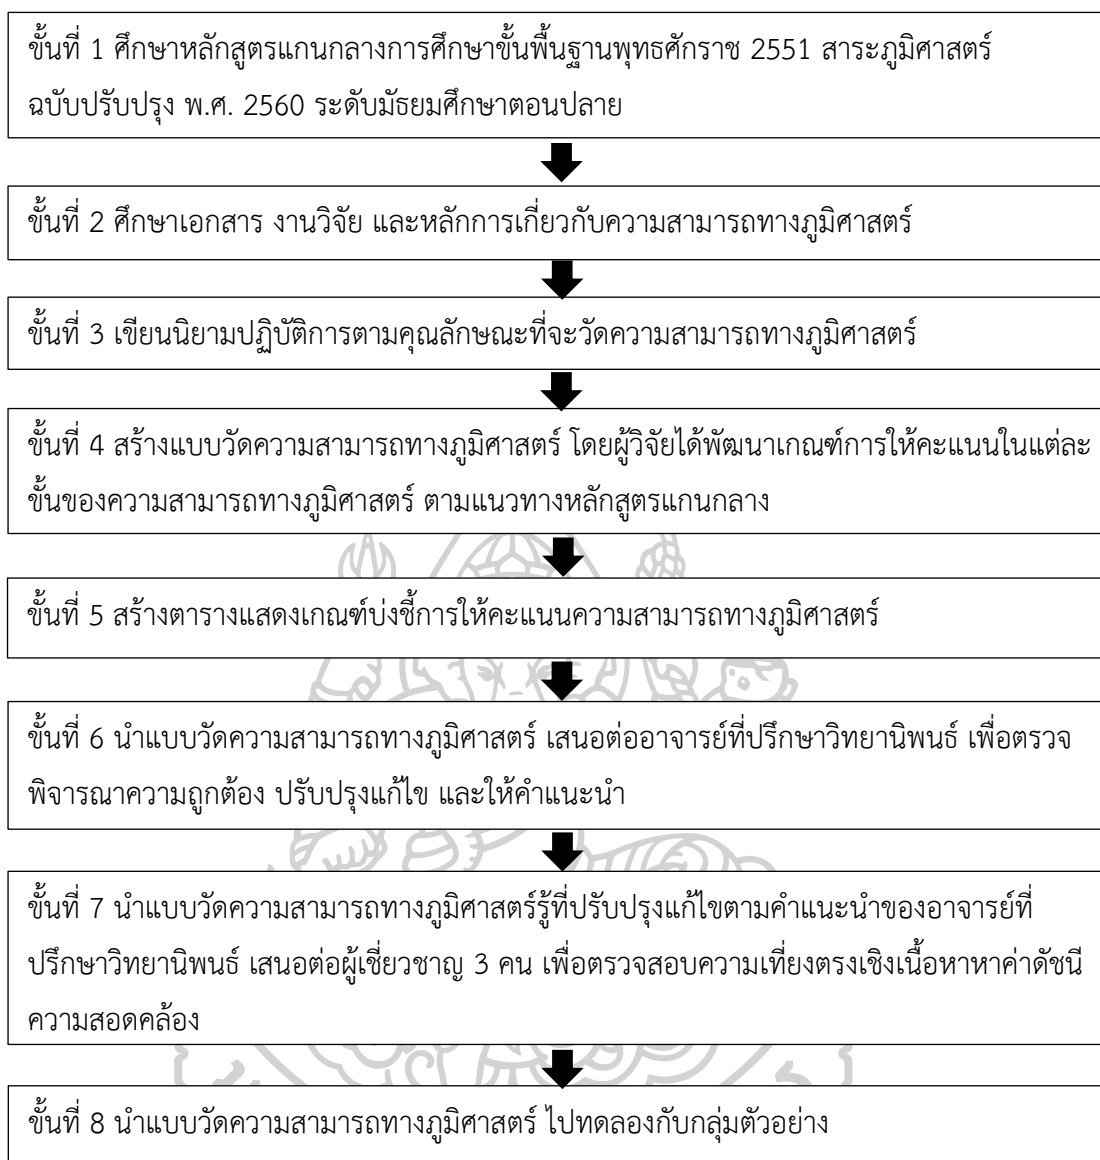 ขั้นที่ 1 ศึกษาหลักสูตรแกนกลางการศึกษาขั้นพื้นฐานพุทธศักราช 2551 สาระภูมิศาสตร์
ฉบับปรับปรุง พ.ศ. 2560 ระดับมัธยมศึกษาตอนปลาย
ขั้นที่ 2 ศึกษาเอกสาร งานวิจัย และหลักการเกี่ยวกับความสามารถทางภูมิศาสตร์
ขั้นที่ 3 เขียนนิยามปฏิบัติการตามคุณลักษณะที่จะวัดความสามารถทางภูมิศาสตร์
ขั้นที่ 4 สร้างแบบวัดความสามารถทางภูมิศาสตร์ โดยผู้วิจัยได้พัฒนาเกณฑ์การให้คะแนนในแต่ละ
ขั้นของความสามารถทางภูมิศาสตร์ ตามแนวทางหลักสูตรแกนกลาง
ขั้นที่ 5 สร้างตารางแสดงเกณฑ์บ่งชี้การให้คะแนนความสามารถทางภูมิศาสตร์
ขั้นที่ 6 นำแบบวัดความสามารถทางภูมิศาสตร์ เสนอต่ออาจารย์ที่ปรึกษาวิทยานิพนธ์ เพื่อตรวจ
พิจารณาความถูกต้อง ปรับปรุงแก้ไข และให้คำแนะนำ
ขั้นที่ 7 นำแบบวัดความสามารถทางภูมิศาสตร์รู้ที่ปรับปรุงแก้ไขตามคำแนะนำของอาจารย์ที่
ปรึกษาวิทยานิพนธ์ เสนอต่อผู้เชี่ยวชาญ 3 คน เพื่อตรวจสอบความเที่ยงตรงเชิงเนื้อหาหาค่าดัชนี
ความสอดคล้อง
ขั้นที่ 8 นำแบบวัดความสามารถทางภูมิศาสตร์ ไปทดลองกับกลุ่มตัวอย่าง